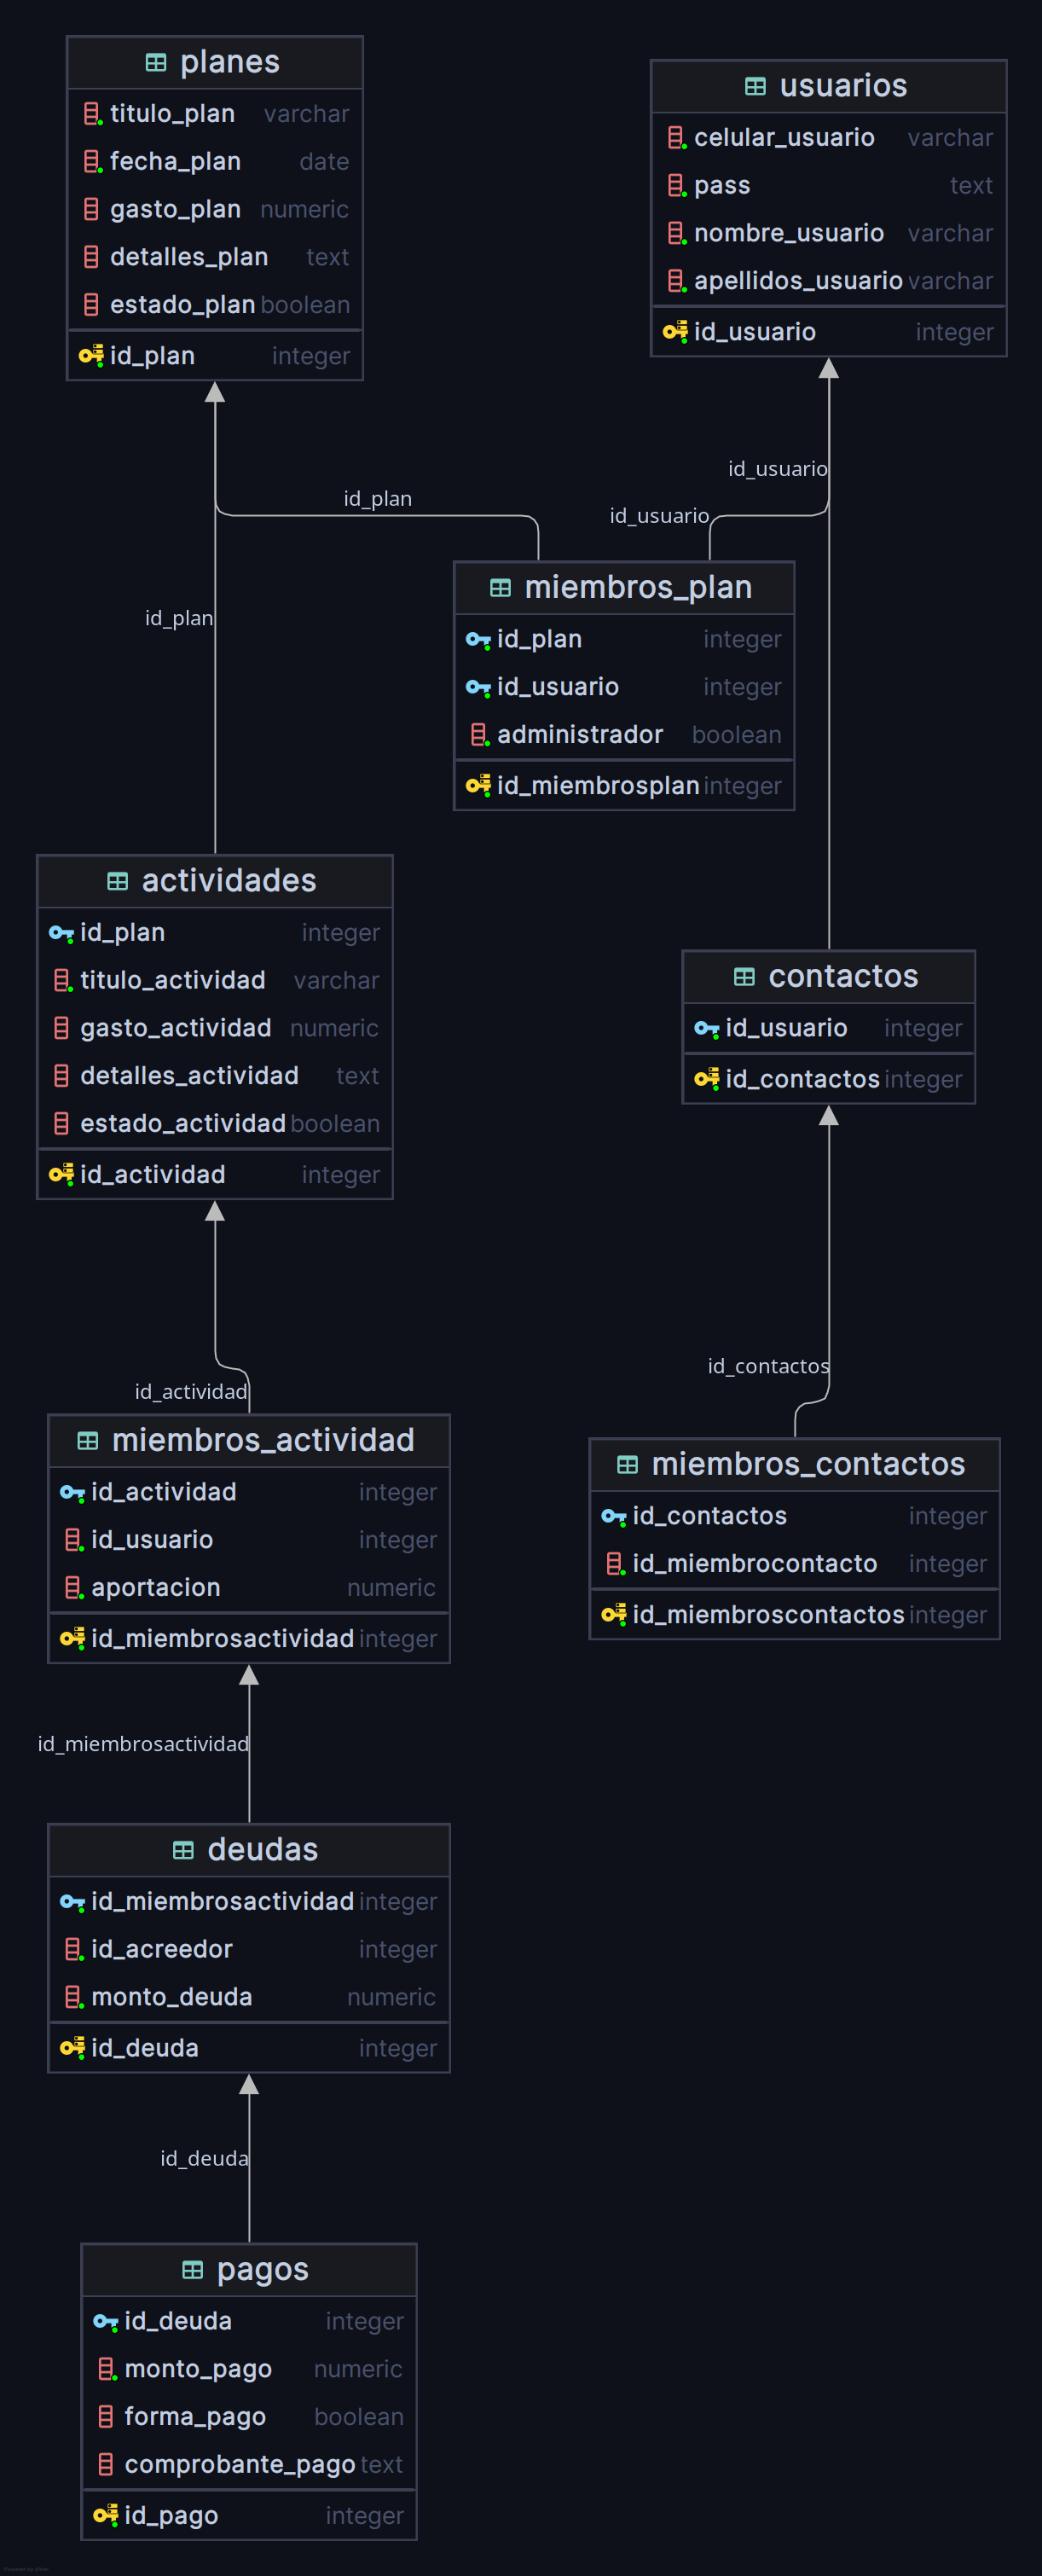 planes
titulo_plan varchar
fecha_plan date
gasto_plan numeric
detalles_plan text
estado_plan boolean
id_plan integer
usuarios
celular_usuario varchar
pass text
nombre_usuario varchar
apellidos_usuario varchar
id_usuario integer
id_usuario
id_plan
id_usuario
id_plan
miembros_plan
id_plan integer
id_usuario integer
administrador boolean
id_miembrosplan integer
actividades
id_plan integer
titulo_actividad varchar
gasto_actividad numeric
detalles_actividad text
estado_actividad boolean
id_actividad integer
contactos
id_usuario integer
id_contactos integer
id_contactos
id_actividad
miembros_actividad
id_actividad integer
id_usuario integer
aportacion numeric
id_miembrosactividad integer
miembros_contactos
id_contactos integer
id_miembrocontacto integer
id_miembroscontactos integer
id_miembrosactividad
deudas
id_miembrosactividad integer
id_acreedor integer
monto_deuda numeric
id_deuda integer
id_deuda
pagos
id_deuda integer
monto_pago numeric
forma_pago boolean
comprobante_pago text
id_pago integer